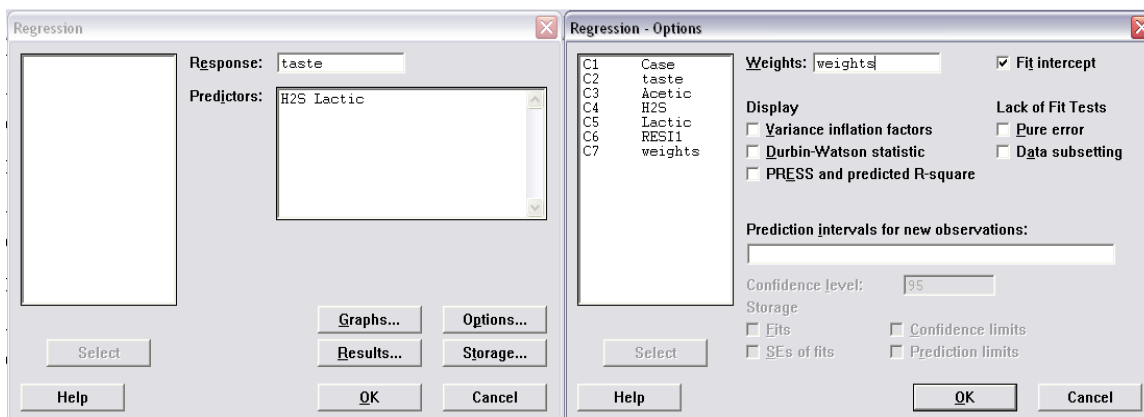 Regression
Response: taste
Predictors: H2S Lactic
Graphs... Options...
Select Results... Storage...
Help OK Cancel
Regression - Options
C1 Case
C2 taste
C3 Acetic
C4 H2S
C5 Lactic
C6 RESI1
C7 weights
Weights: weights Fit intercept
Display Lack of Fit Tests
Variance inflation factors Pure error
Durbin-Watson statistic Data subsetting
PRESS and predicted R-square
Prediction intervals for new observations:
Confidence level: 95
Storage
Fits Confidence limits
SEs of fits Prediction limits
Select
Help OK Cancel